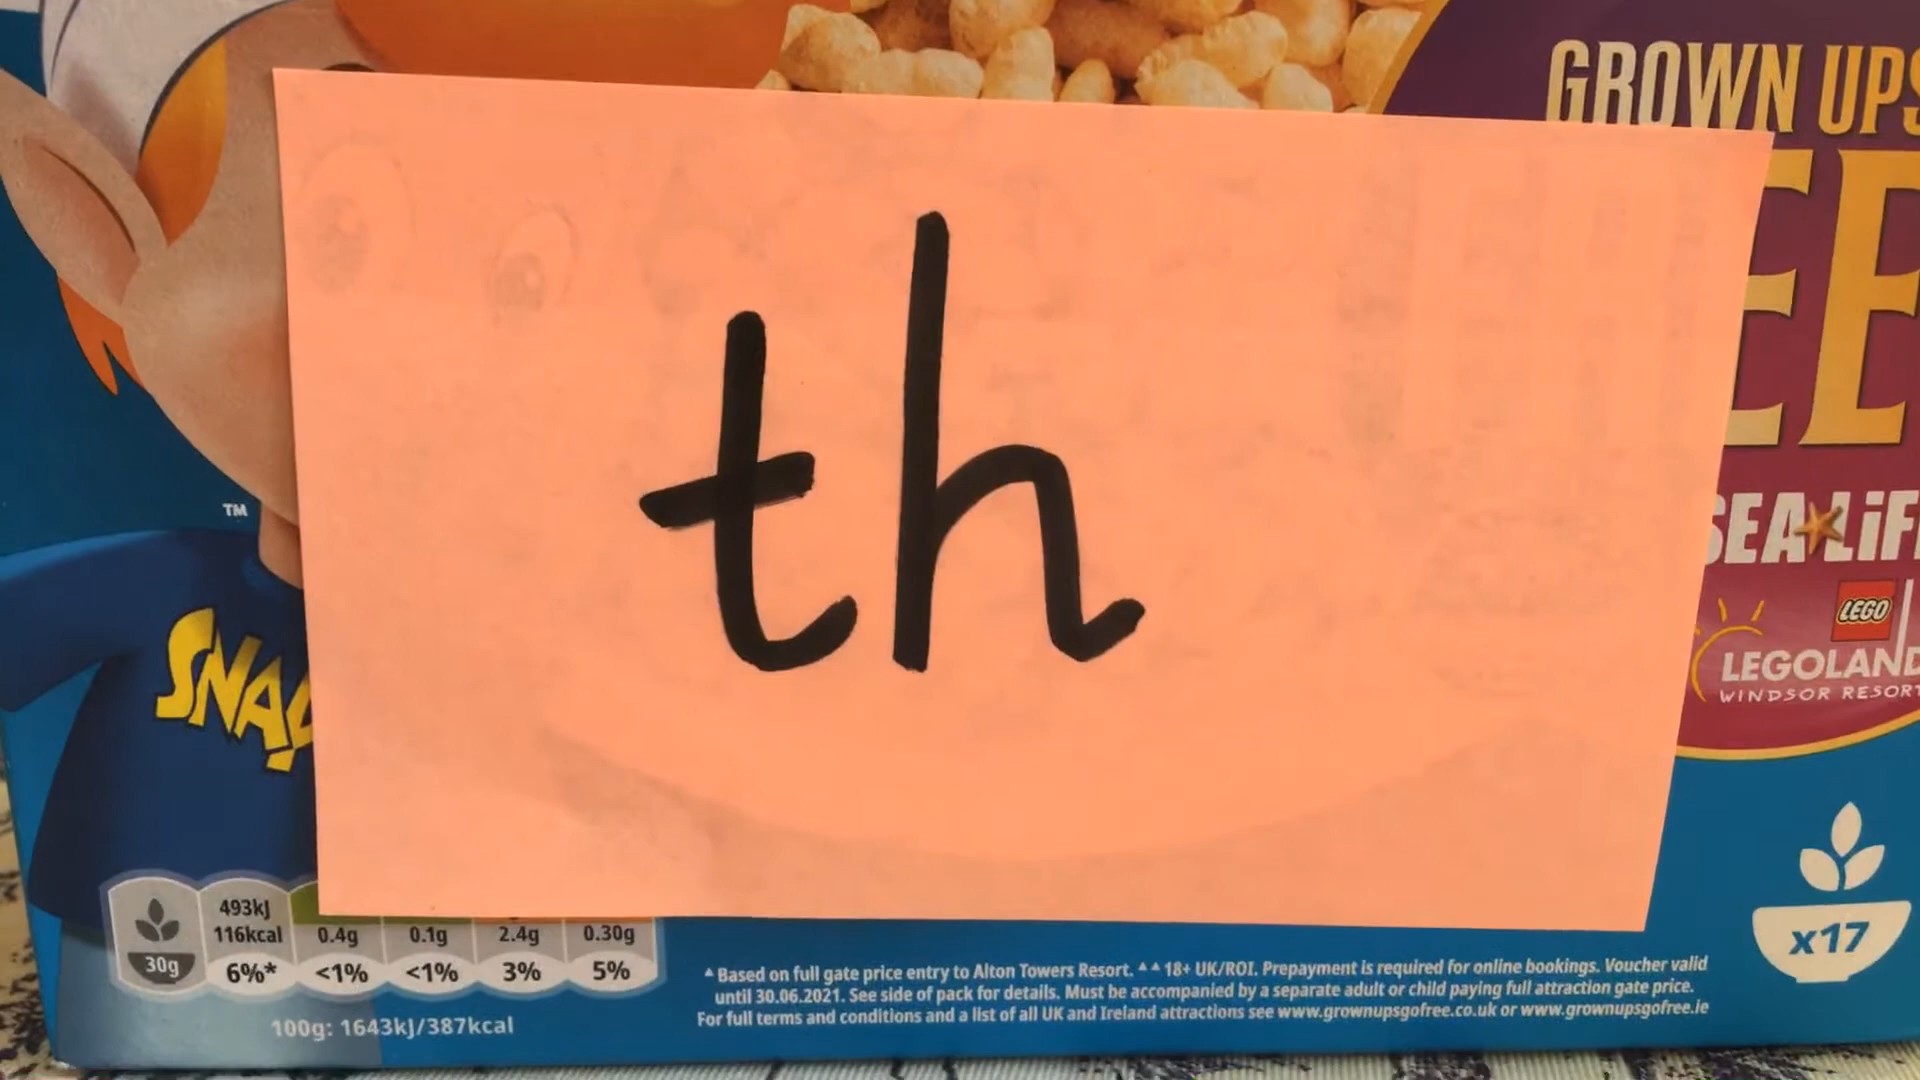 GROWN UPS
th
EE
SEA LiFE
LEGO
LEGOLAND
WINDSOR RESORT
TM
SNAP
493kJ
116kcal 0.4g 0.1g 2.4g 0.30g
30g 6%* <1% <1% 3% 5%
100g: 1643kJ/387kcal
x17
▲Based on full gate price entry to Alton Towers Resort. ▲▲18+ UK/ROI. Prepayment is required for online bookings. Voucher valid
until 30.06.2021. See side of pack for details. Must be accompanied by a separate adult or child paying full attraction gate price.
For full terms and conditions and a list of all UK and Ireland attractions see www.grownupsgofree.co.uk or www.grownupsgofree.ie